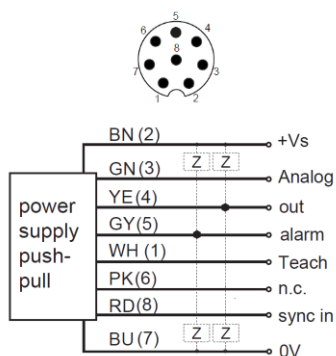 5
6 4
8
7 3
1 2
BN (2) +Vs
Z Z
GN (3) Analog
YE (4) out
GY (5) alarm
WH (1) Teach
PK (6) n.c.
RD (8) sync in
Z Z
BU (7) 0V
power
supply
push-
pull